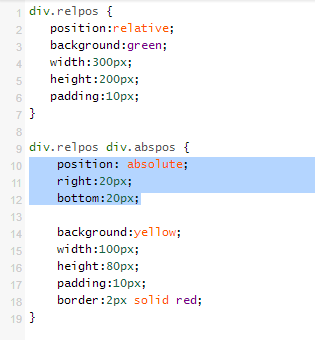 1 div.relpos {
2 position:relative;
3 background:green;
4 width:300px;
5 height:200px;
6 padding:10px;
7 }
8
9 div.relpos div.abspos {
10 position: absolute;
11 right:20px;
12 bottom:20px;
13
14 background:yellow;
15 width:100px;
16 height:80px;
17 padding:10px;
18 border:2px solid red;
19 }